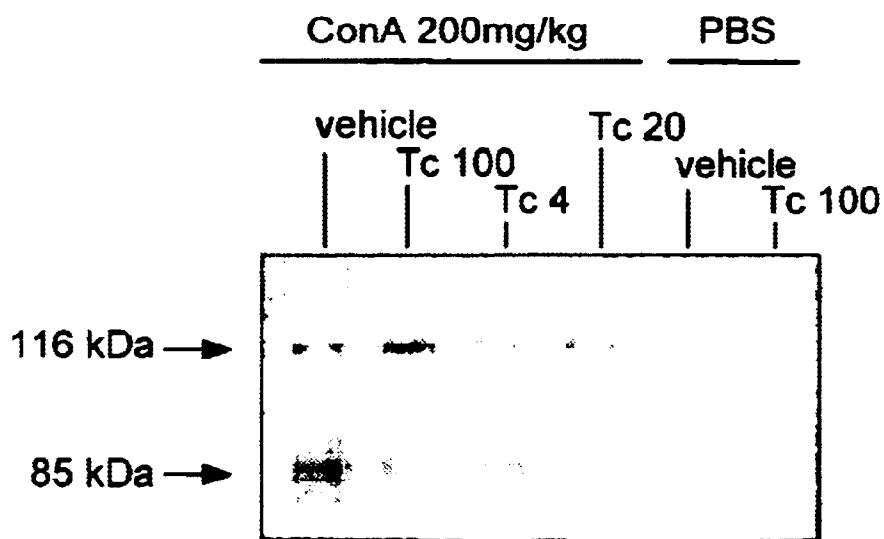 ConA 200mg/kg PBS
vehicle Tc 20
Tc 100 vehicle
Tc 4 Tc 100
116 kDa
85 kDa